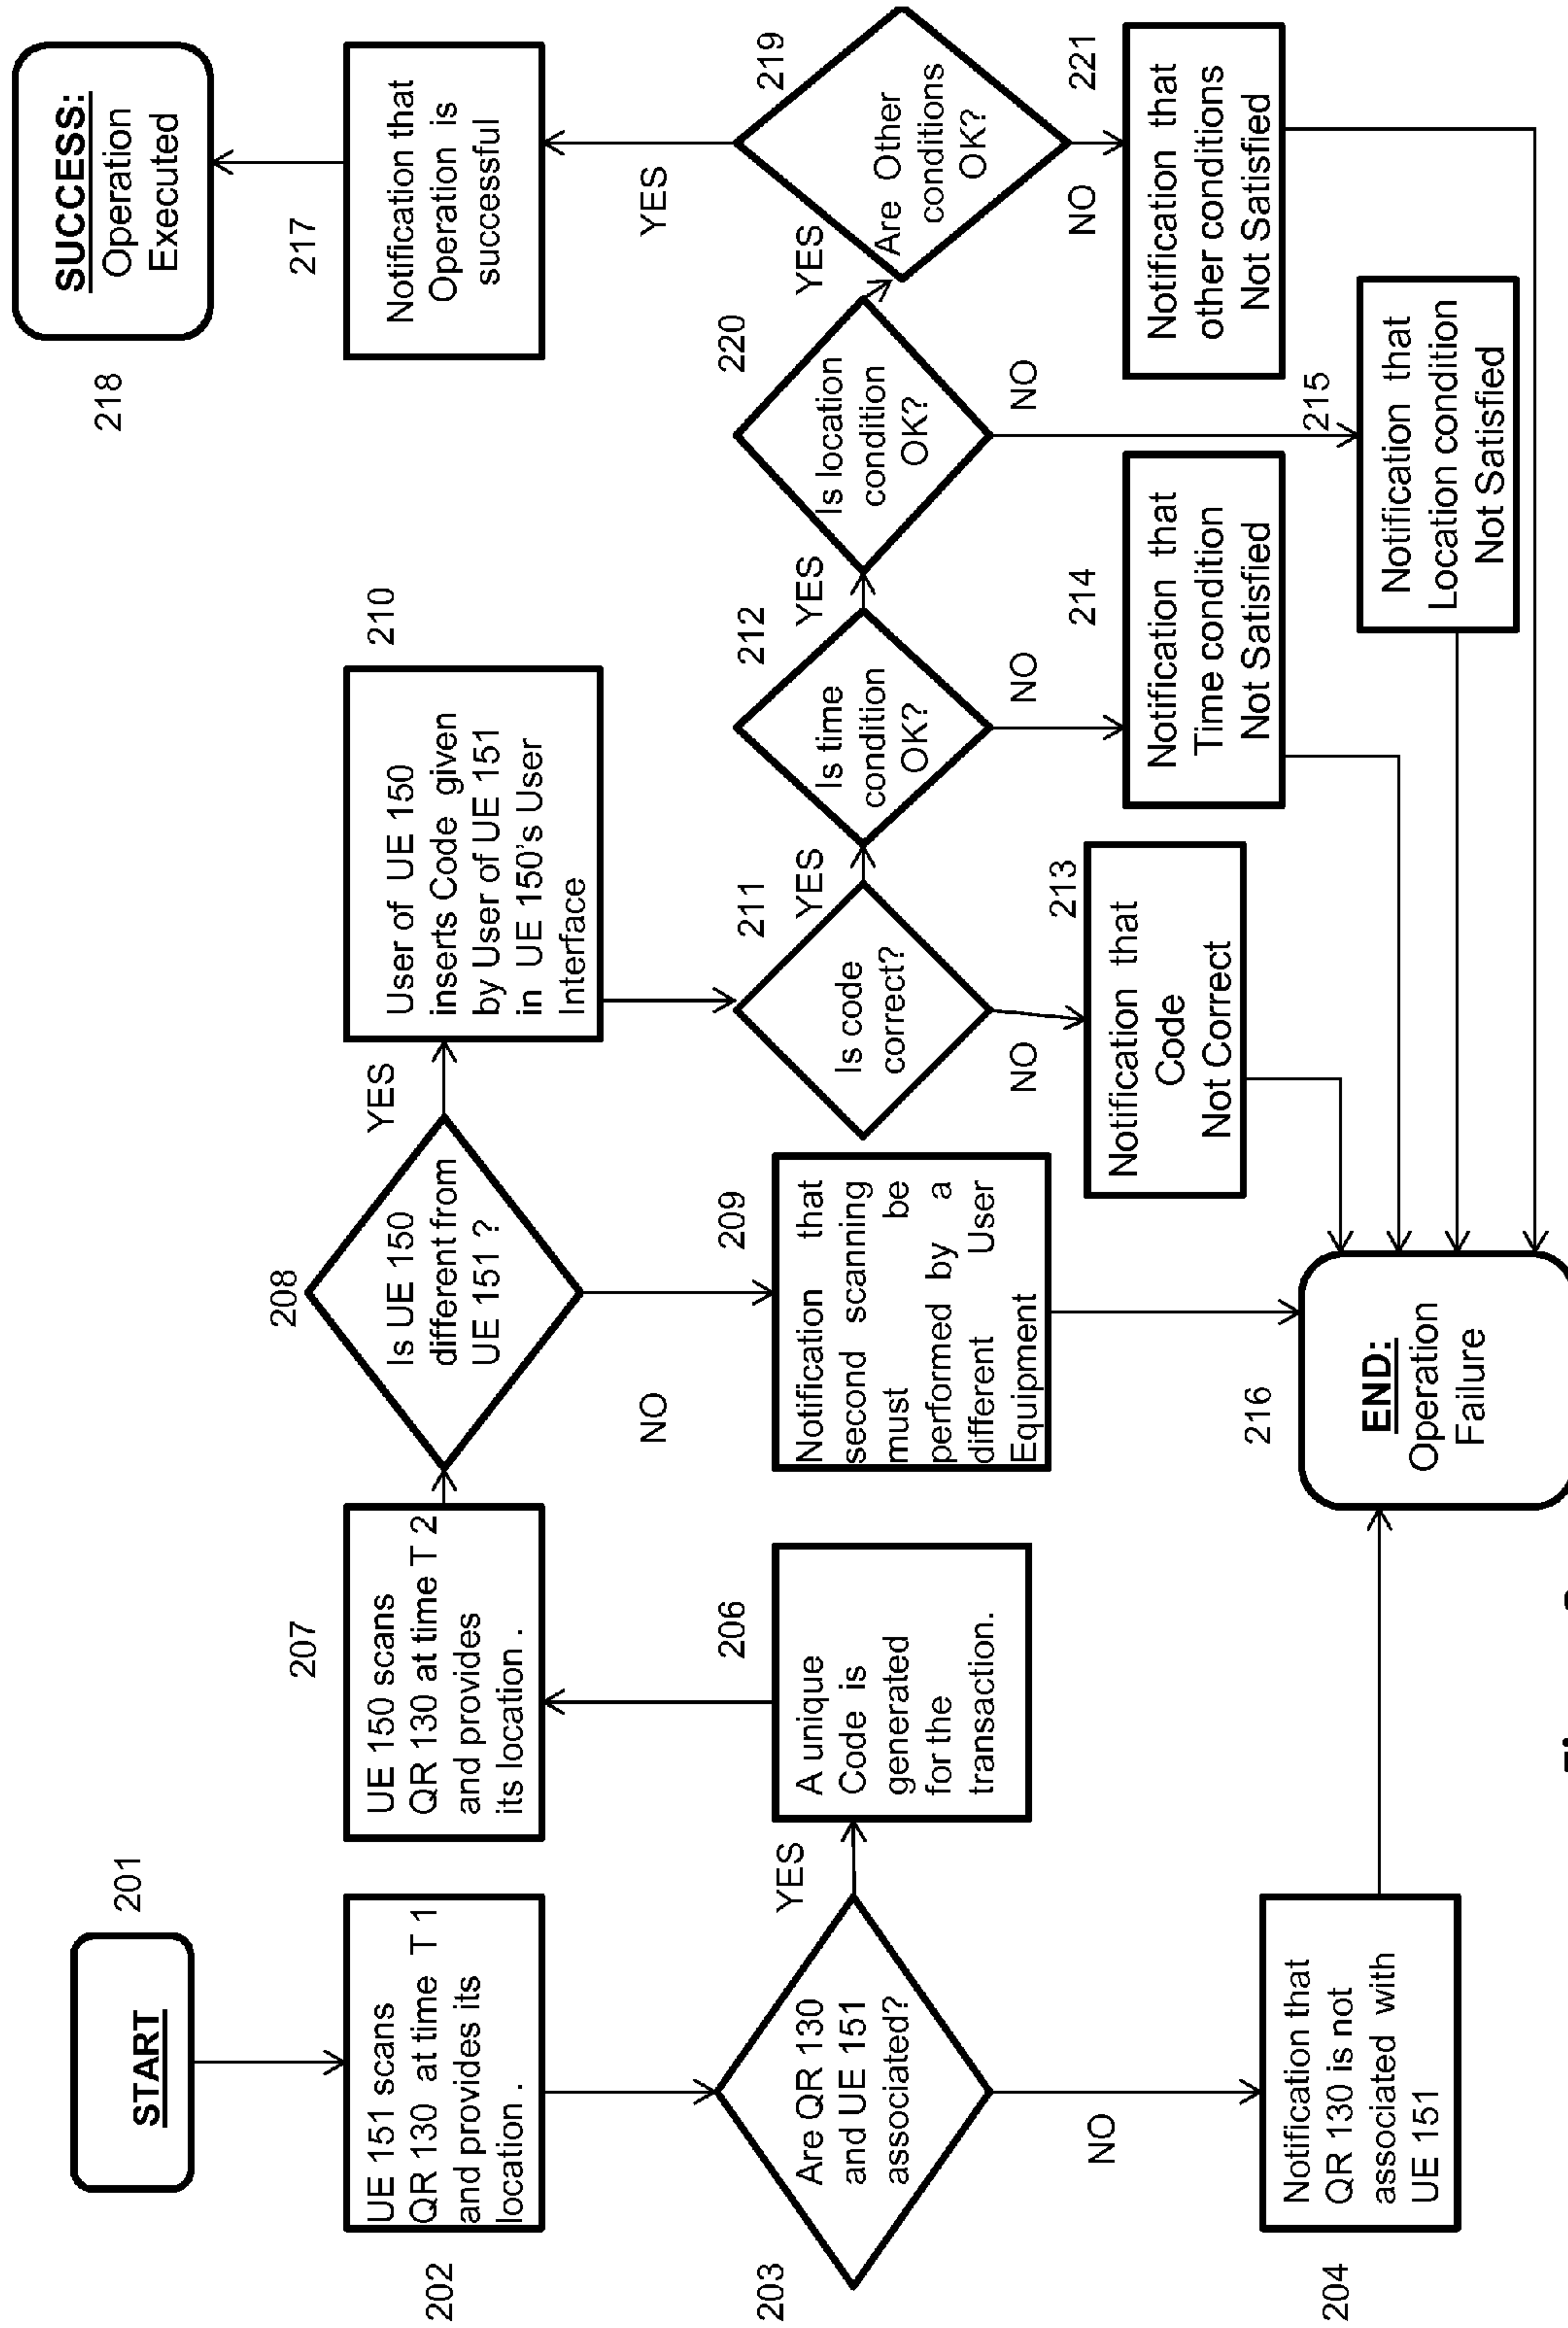 201
START
202
UE 151 scans
QR 130 at time T 1
and provides its
location .
203
Are QR 130
and UE 151
associated?
YES
NO
204
Notification that
QR 130 is not
associated with
UE 151
206
A unique
Code is
generated
for the
transaction.
207
UE 150 scans
QR 130 at time T 2
and provides
its location .
208
Is UE 150
different from
UE 151 ?
YES
NO
209
Notification that
second scanning
must be
performed by a
different User
Equipment
210
User of UE 150
inserts Code given
by User of UE 151
in UE 150's User
Interface
211
Is code
correct?
YES
NO
213
Notification that
Code
Not Correct
212
Is time
condition
OK?
YES
NO
214
Notification that
Time condition
Not Satisfied
220
Is location
condition
OK?
YES
NO
215
Notification that
Location condition
Not Satisfied
219
Are Other
conditions
OK?
YES
NO
221
Notification that
other conditions
Not Satisfied
217
Notification that
Operation is
successful
218
SUCCESS:
Operation
Executed
216
END:
Operation
Failure